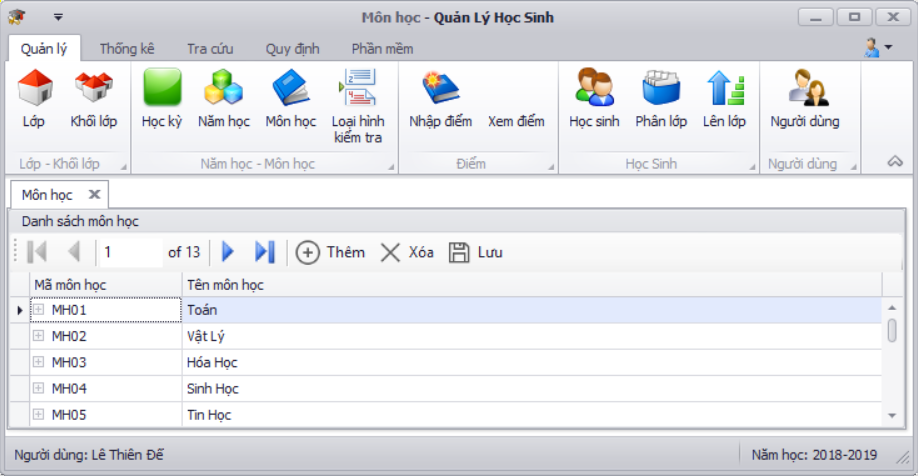 Môn học - Quản Lý Học Sinh
Quản lý Thống kê Tra cứu Quy định Phần mềm
Lớp Khối lớp Học kỳ Năm học Môn học Loại hình kiểm tra Nhập điểm Xem điểm Học sinh Phân lớp Lên lớp Người dùng
Lớp - Khối lớp Năm học - Môn học Điểm Học Sinh Người dùng
Môn học
Danh sách môn học
1 of 13 Thêm Xóa Lưu
Mã môn học Tên môn học
MH01 Toán
MH02 Vật Lý
MH03 Hóa Học
MH04 Sinh Học
MH05 Tin Học
Người dùng: Lê Thiên Đế Năm học: 2018-2019